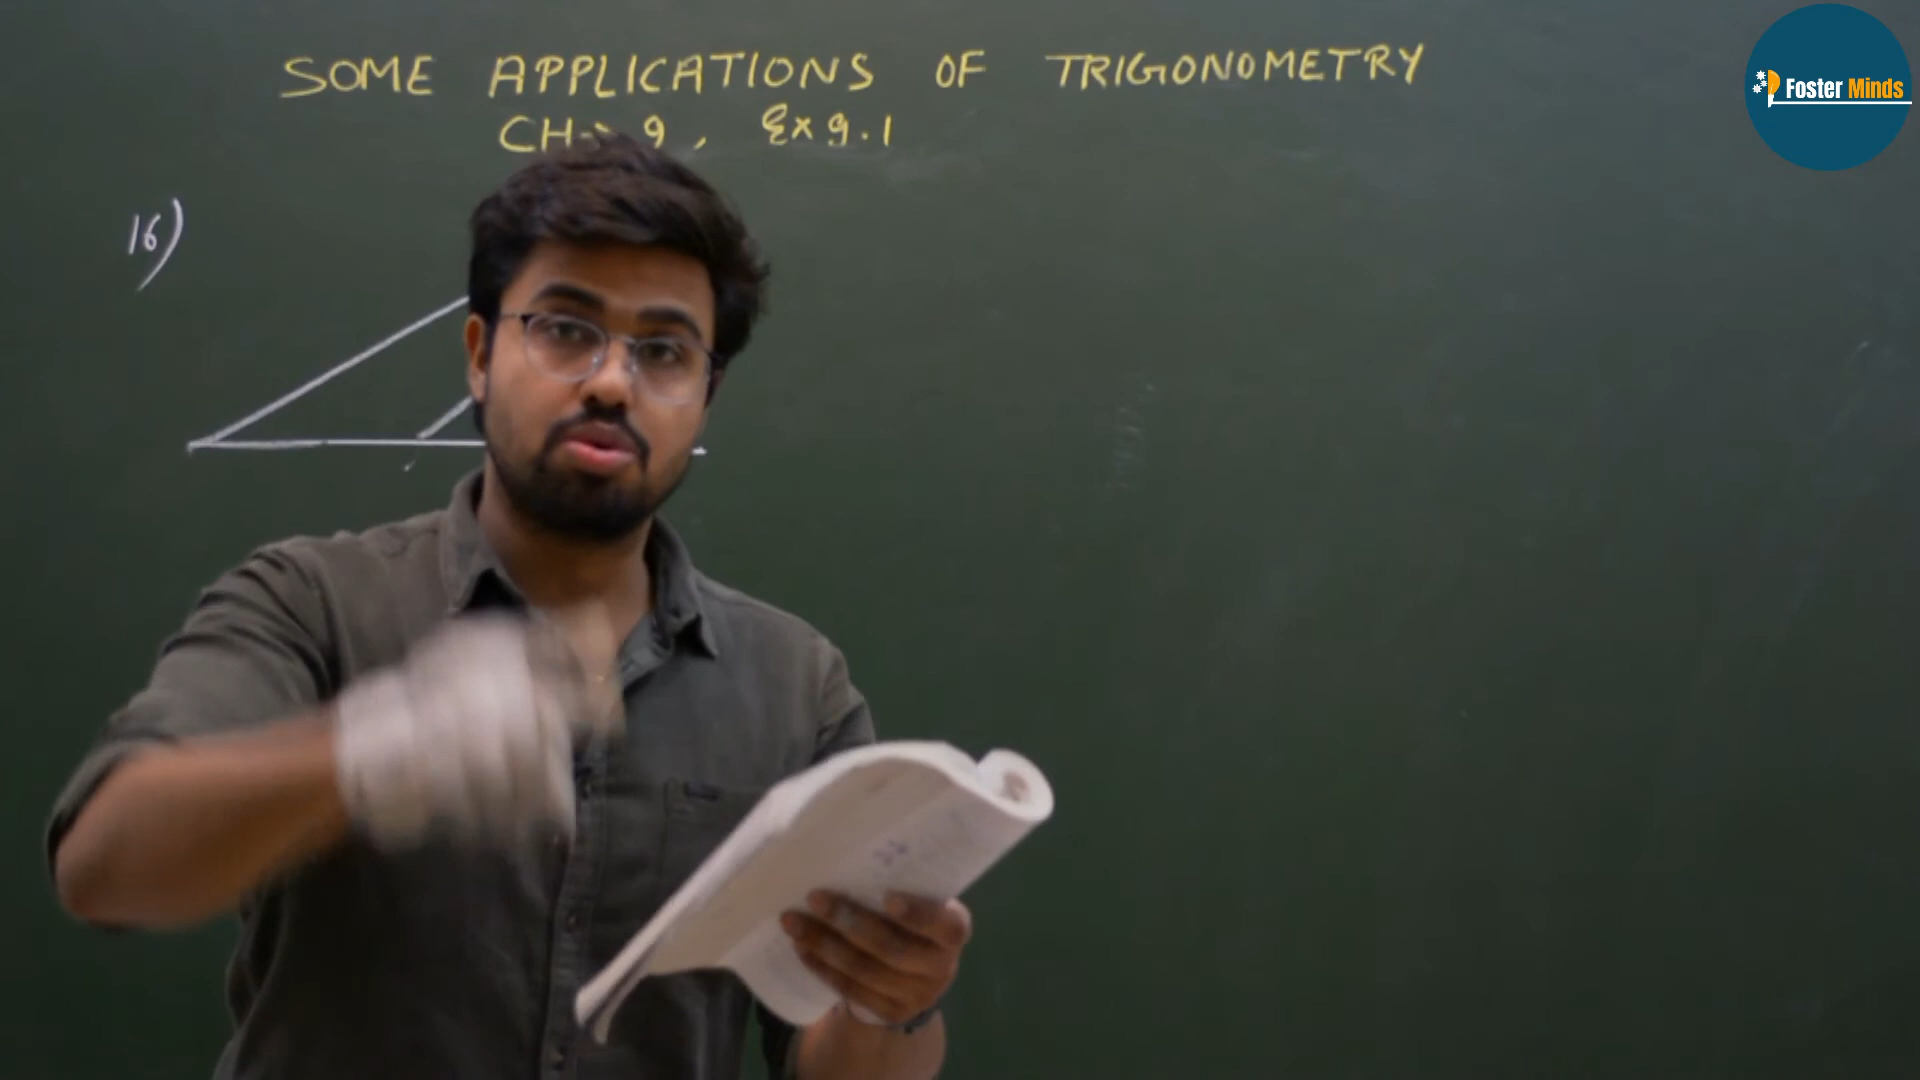 SOME APPLICATIONS OF TRIGONOMETRY
CH-> 9, Ex 9.1
16)
Foster Minds